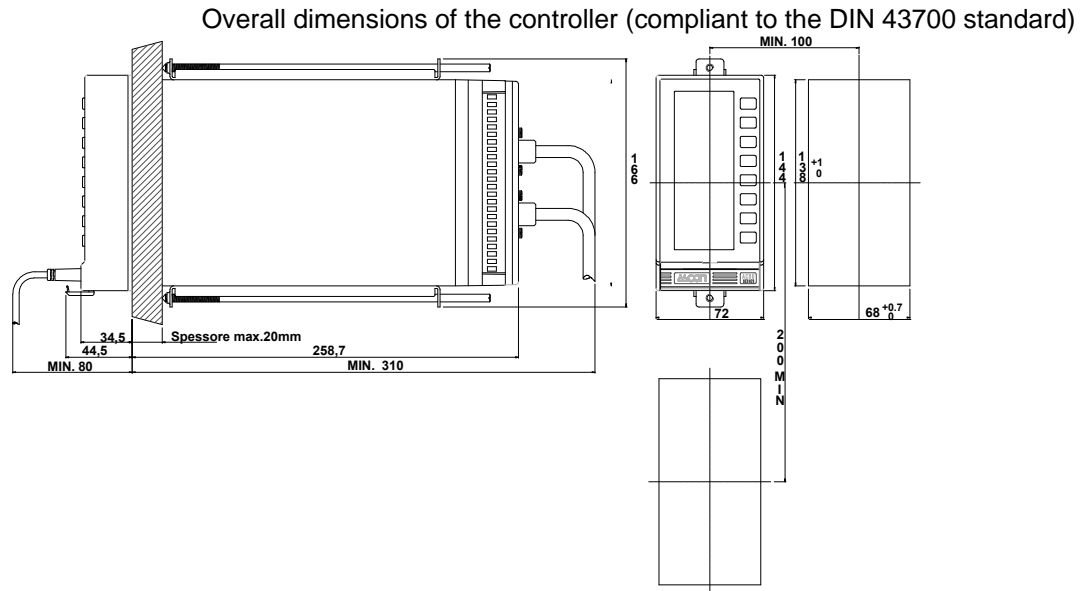 Overall dimensions of the controller (compliant to the DIN 43700 standard)
MIN. 100
166
144
138 +1 0
34,5
Spessore max.20mm
72
68 +0.7 0
44,5
258,7
MIN. 80
MIN. 310
200 MIN